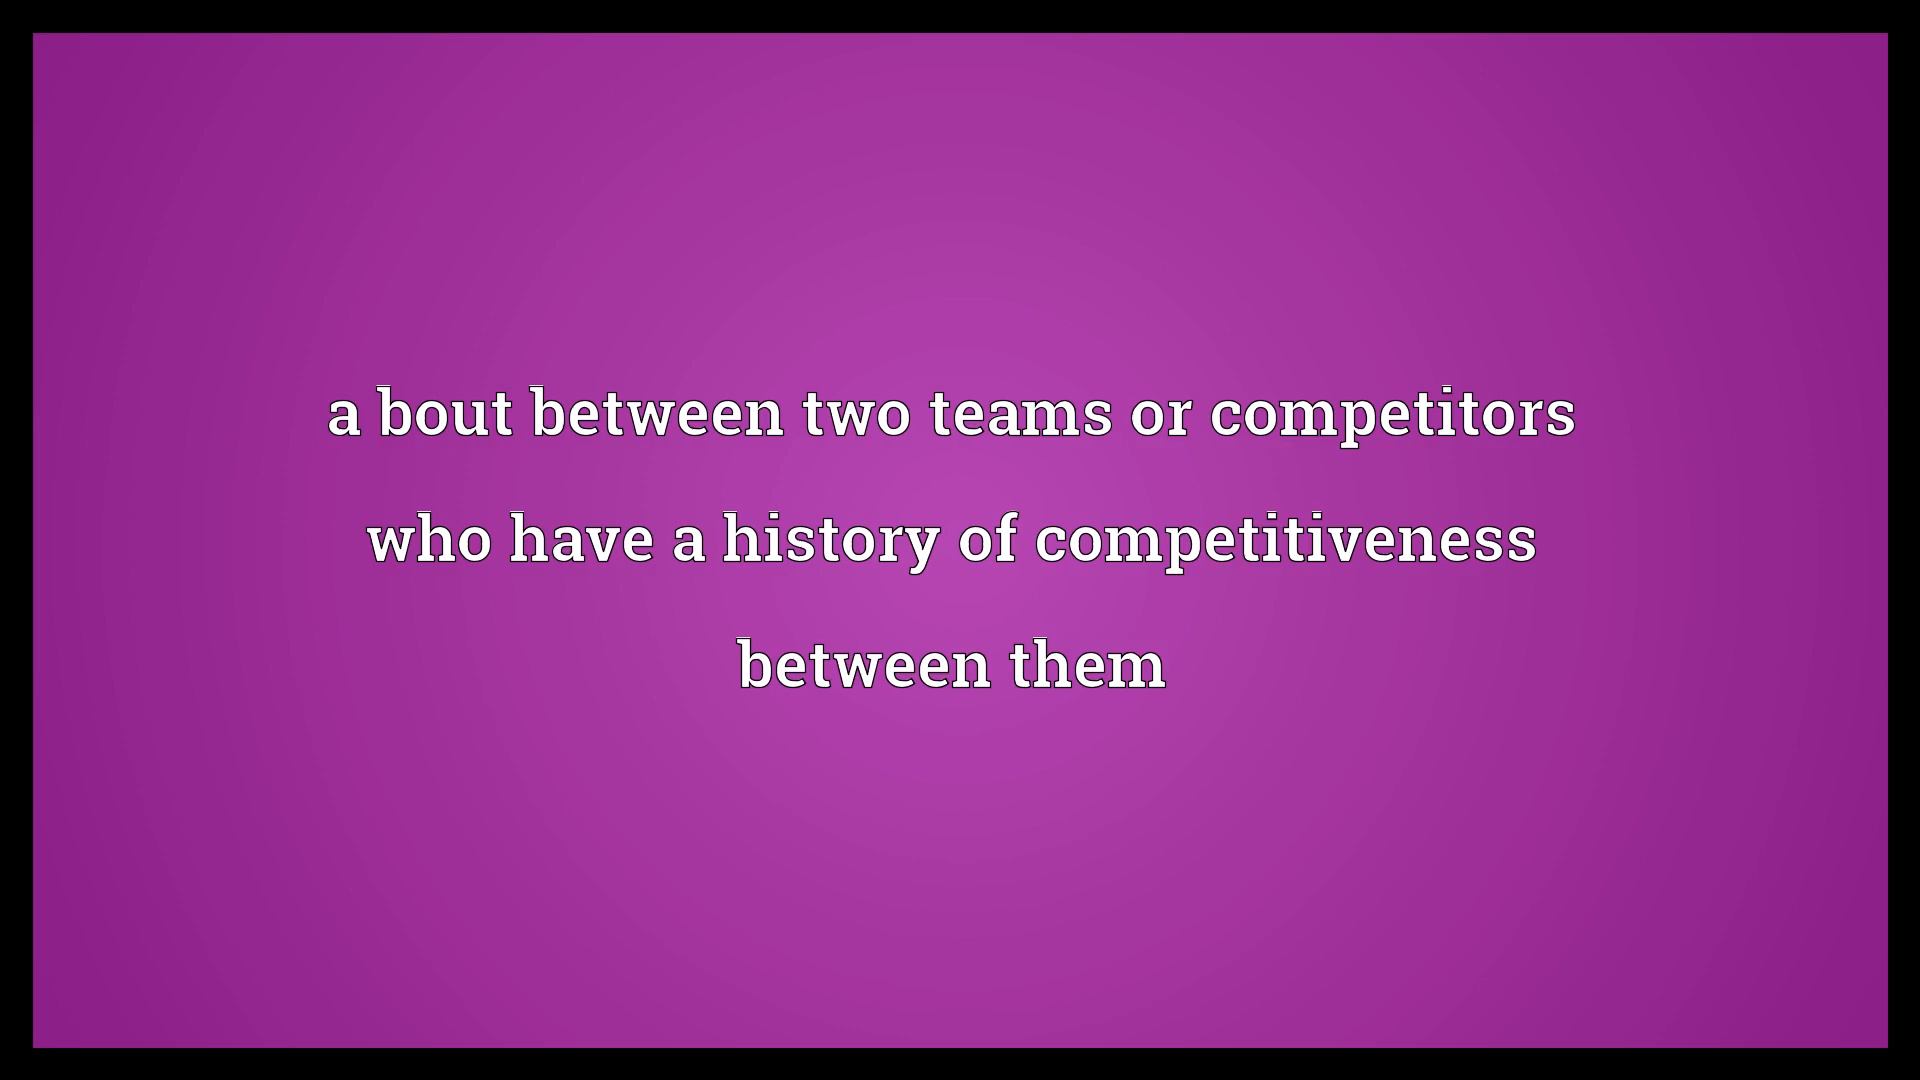 a bout between two teams or competitors
who have a history of competitiveness
between them